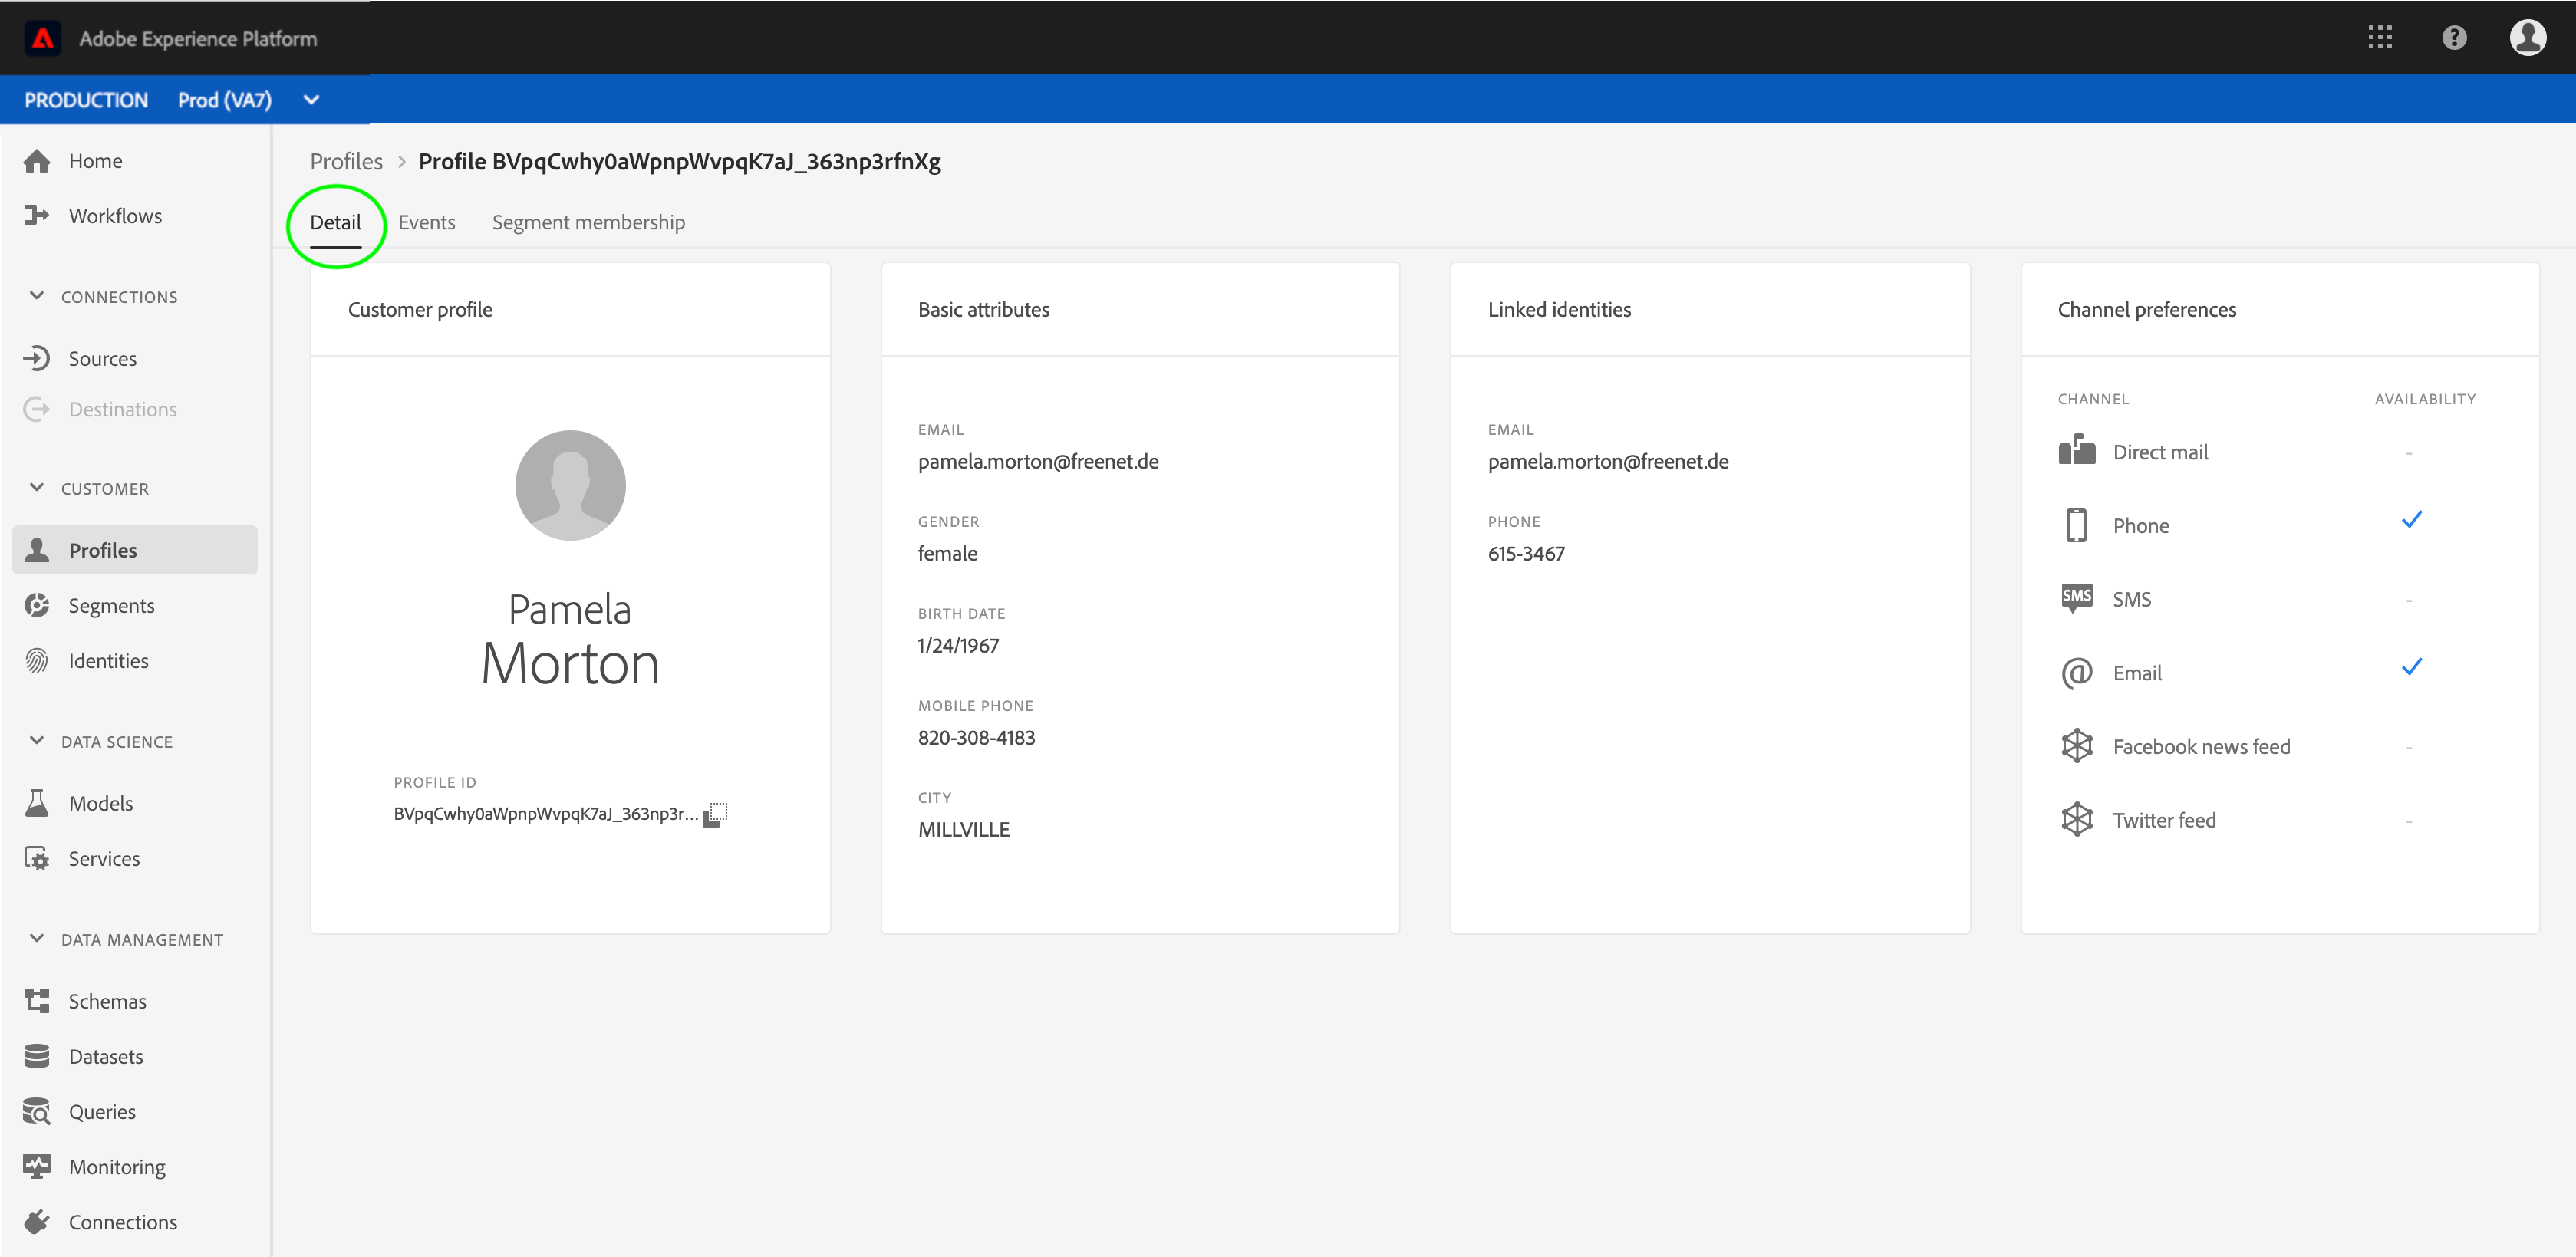 Adobe Experience Platform
PRODUCTION Prod (VA7)
Home
Workflows
CONNECTIONS
Sources
Destinations
CUSTOMER
Profiles
Segments
Identities
DATA SCIENCE
Models
Services
DATA MANAGEMENT
Schemas
Datasets
Queries
Monitoring
Connections
Profiles > Profile BVpqCwhy0aWpnpWvpqK7aJ_363np3rfnXg
Detail Events Segment membership
Customer profile
Pamela
Morton
PROFILE ID
BVpqCwhy0aWpnpWvpqK7aJ_363np3r...
Basic attributes
EMAIL
pamela.morton@freenet.de
GENDER
female
BIRTH DATE
1/24/1967
MOBILE PHONE
820-308-4183
CITY
MILLVILLE
Linked identities
EMAIL
pamela.morton@freenet.de
PHONE
615-3467
Channel preferences
CHANNEL AVAILABILITY
Direct mail -
Phone
SMS SMS -
Email
Facebook news feed -
Twitter feed -